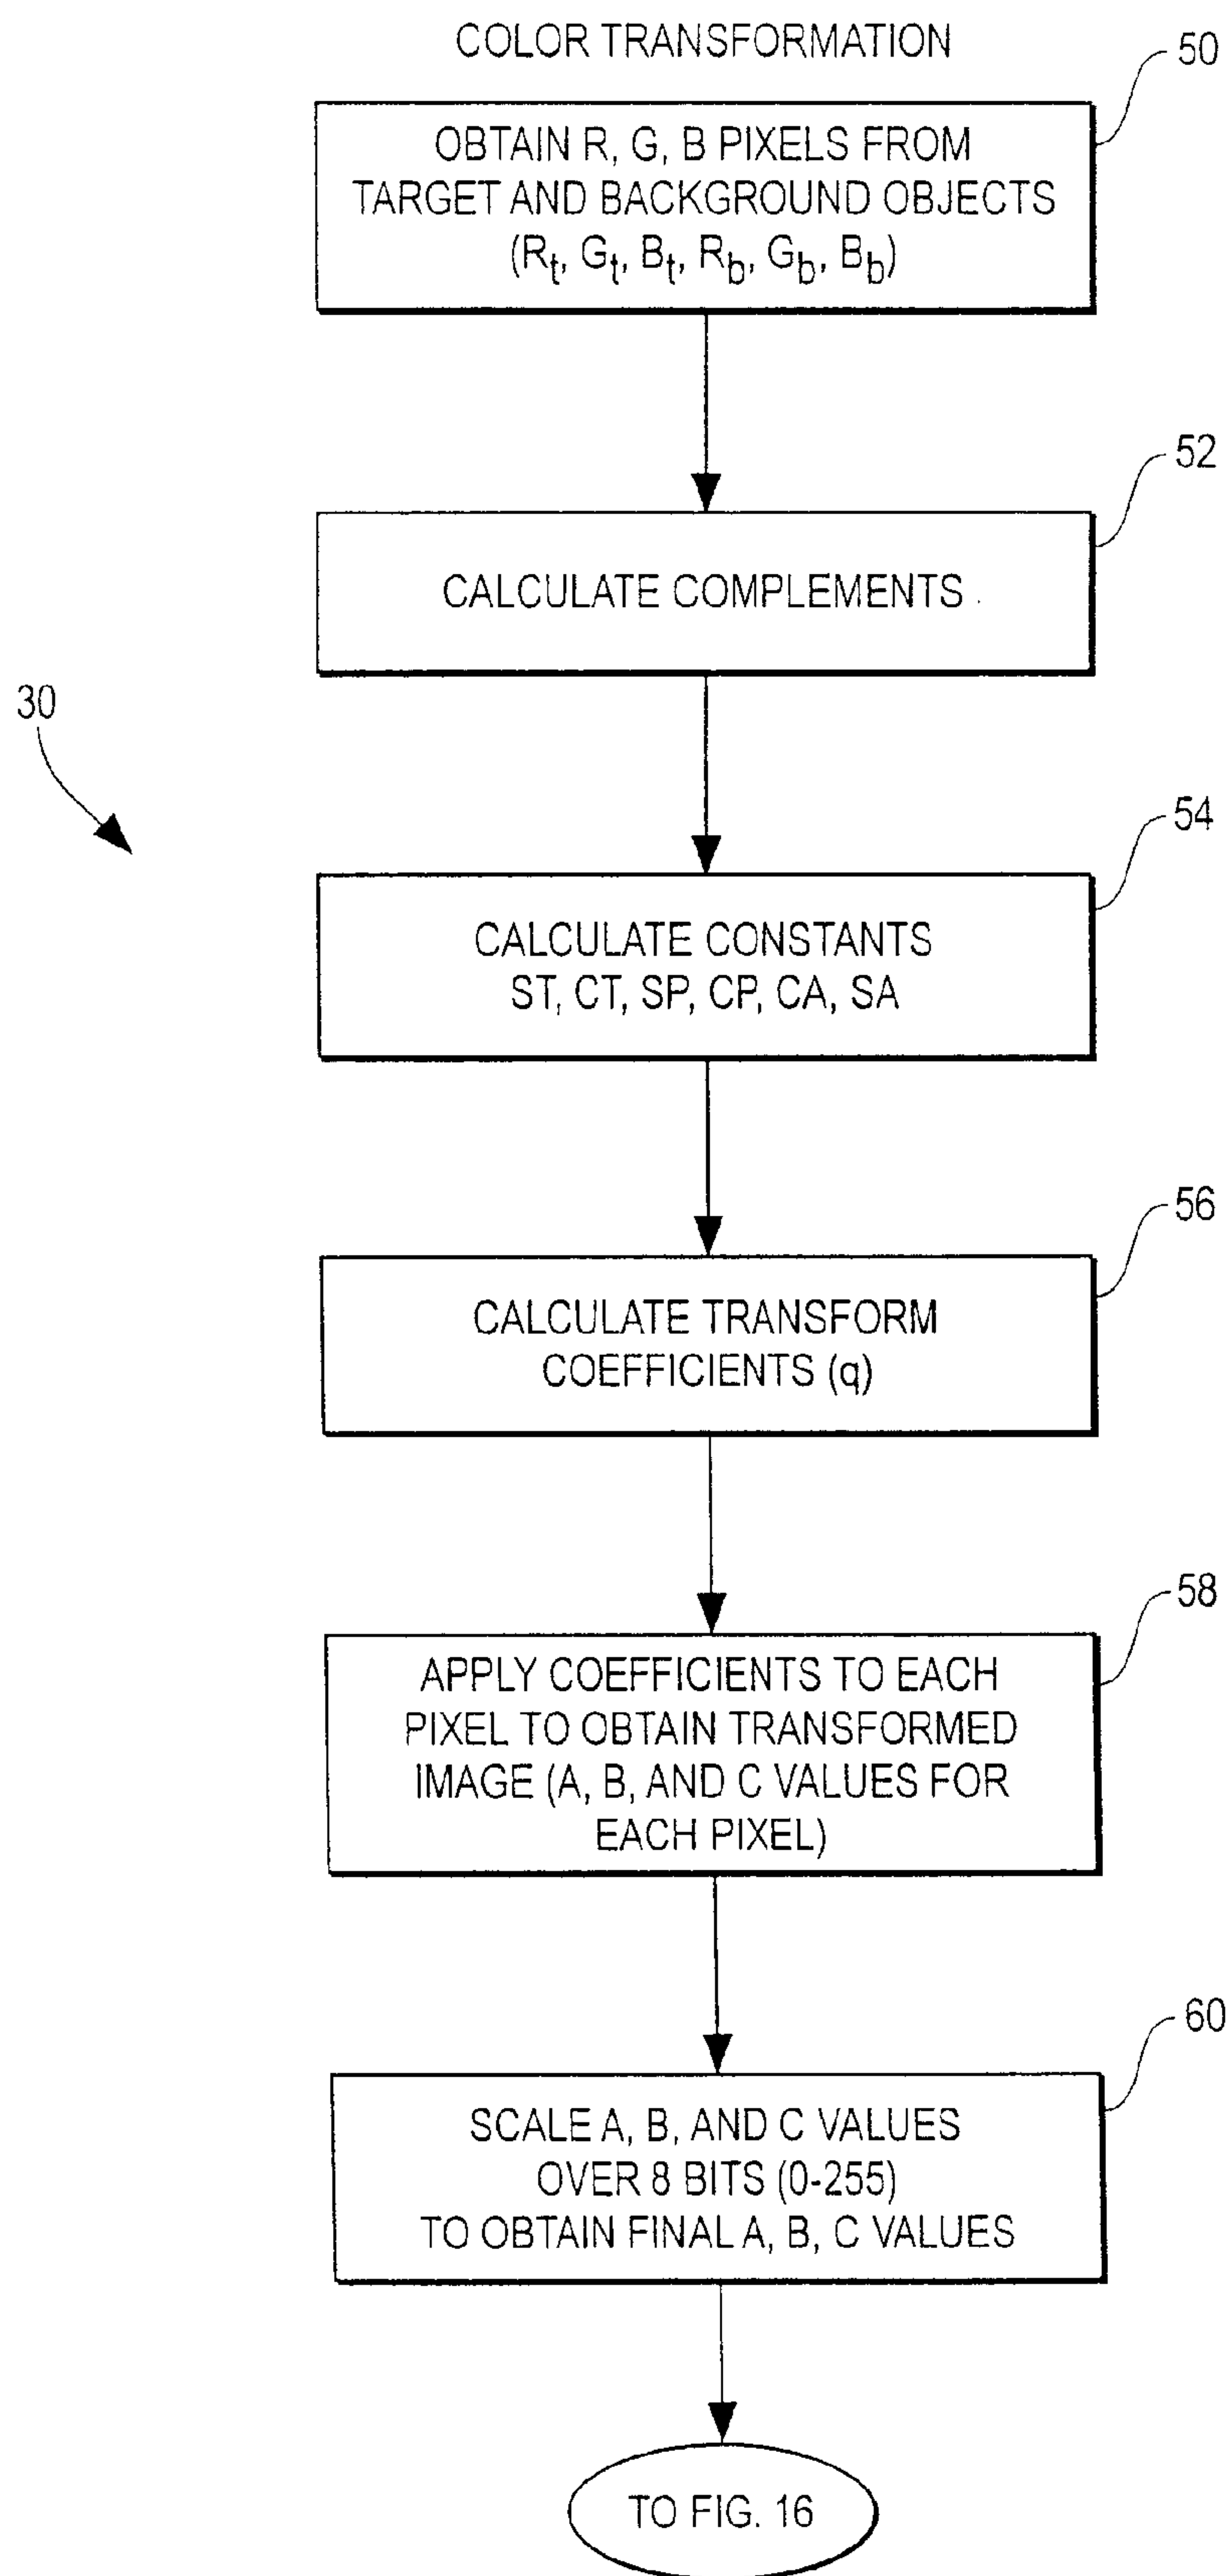 COLOR TRANSFORMATION
50
OBTAIN R, G, B PIXELS FROM
TARGET AND BACKGROUND OBJECTS
(Rt, Gt, Bt, Rb, Gb, Bb)
52
CALCULATE COMPLEMENTS
30
54
CALCULATE CONSTANTS
ST, CT, SP, CP, CA, SA
56
CALCULATE TRANSFORM
COEFFICIENTS (q)
58
APPLY COEFFICIENTS TO EACH
PIXEL TO OBTAIN TRANSFORMED
IMAGE (A, B, AND C VALUES FOR
EACH PIXEL)
60
SCALE A, B, AND C VALUES
OVER 8 BITS (0-255)
TO OBTAIN FINAL A, B, C VALUES
TO FIG. 16